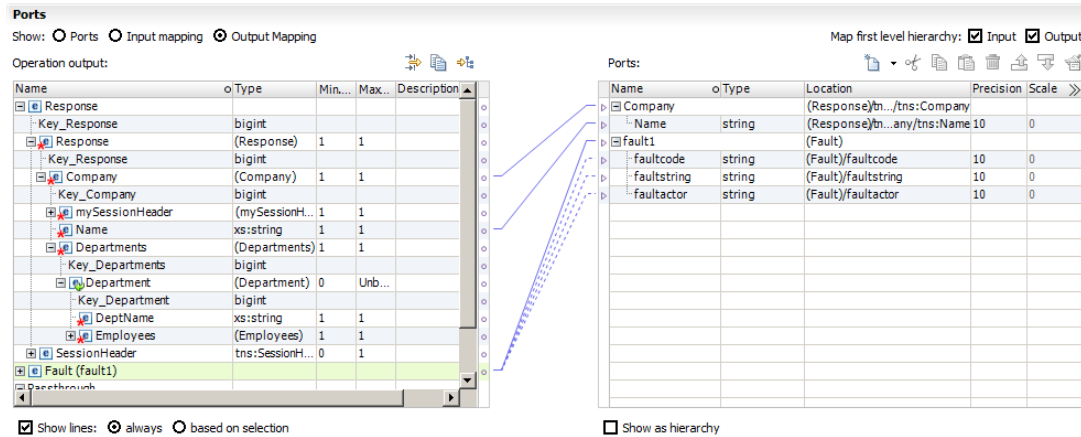 Ports
Show: Ports Input mapping Output Mapping Map first level hierarchy: Input Output
Operation output: Ports:
Name Type Min.... Max... Description
Response
Key_Response bigint
Response (Response) 1 1
Key_Response bigint
Company (Company) 1 1
Key_Company bigint
mySessionHeader (mySessionH... 1 1
Name xs:string 1 1
Departments (Departments) 1 1
Key_Departments bigint
Department (Department) 0 Unb...
Key_Department bigint
DeptName xs:string 1 1
Employees (Employees) 1 1
SessionHeader tns:SessionH... 0 1
Fault (fault1)
Passthrough
Name Type Location Precision Scale
Company (Response)/tn.../tns:Company
Name string (Response)/tn...any/tns:Name 10 0
fault1 (Fault)
faultcode string (Fault)/faultcode 10 0
faultstring string (Fault)/faultstring 10 0
faultactor string (Fault)/faultactor 10 0
Show lines: always based on selection Show as hierarchy